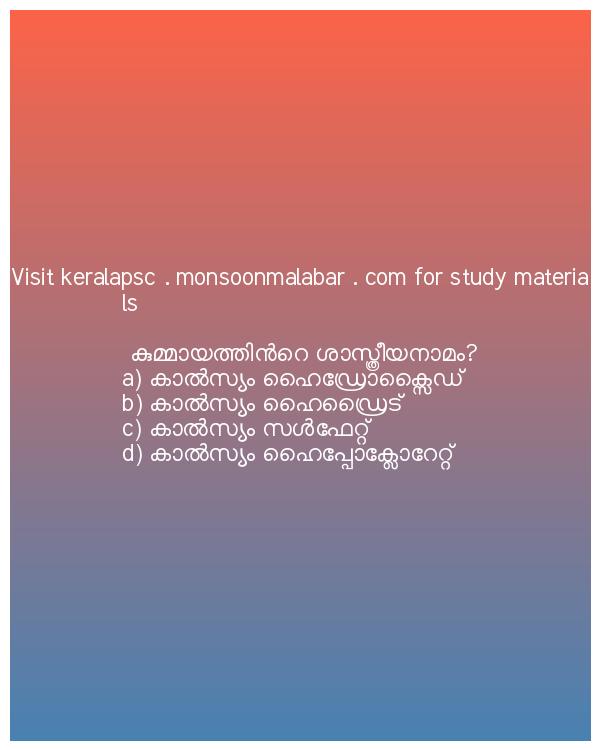 Visit keralapsc . monsoonmalabar . com for study materia
ls
കുമ്മായത്തിൻറെ ശാസ്ത്രീയനാമം?
a) കാൽസ്യം ഹൈഡ്രോക്സൈഡ്
b) കാൽസ്യം ഹൈഡ്രൈട്
c) കാൽസ്യം സൾഫേറ്റ്
d) കാൽസ്യം ഹൈപ്പോക്ലോറേറ്റ്